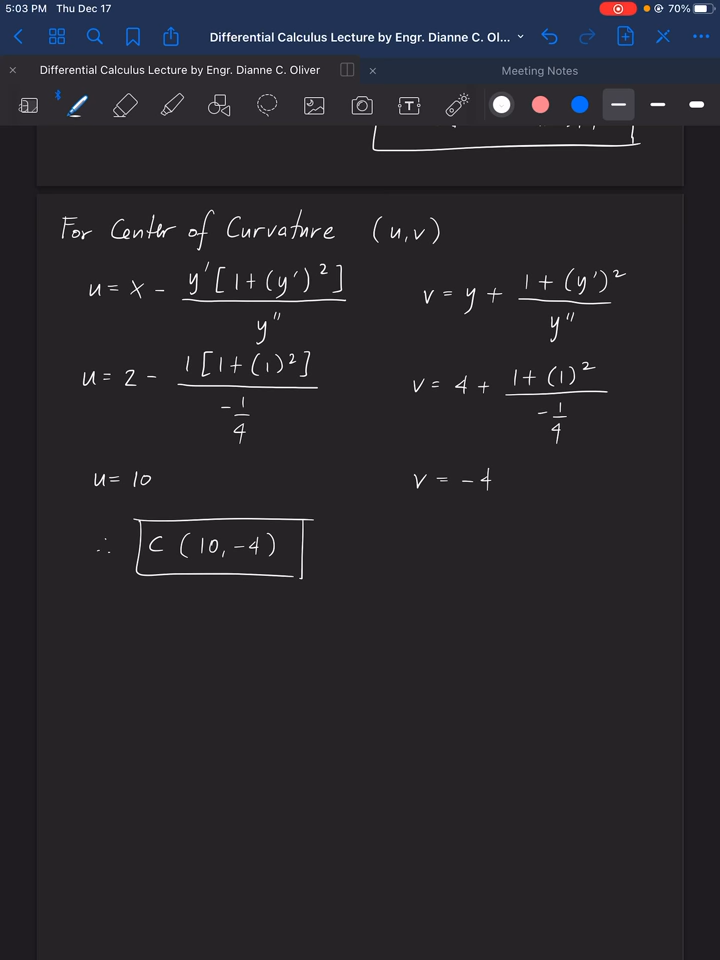 5:03 PM Thu Dec 17
70%
Differential Calculus Lecture by Engr. Dianne C. Ol...
Differential Calculus Lecture by Engr. Dianne C. Oliver
Meeting Notes
T
For Center of Curvature (u,v)
u = x - y'[1+(y')²] / y"
v = y + 1+(y')² / y"
u = 2 - 1[1+(1)²] / -1/4
v = 4 + 1+(1)² / -1/4
u = 10
v = -4
∴ C (10, -4)